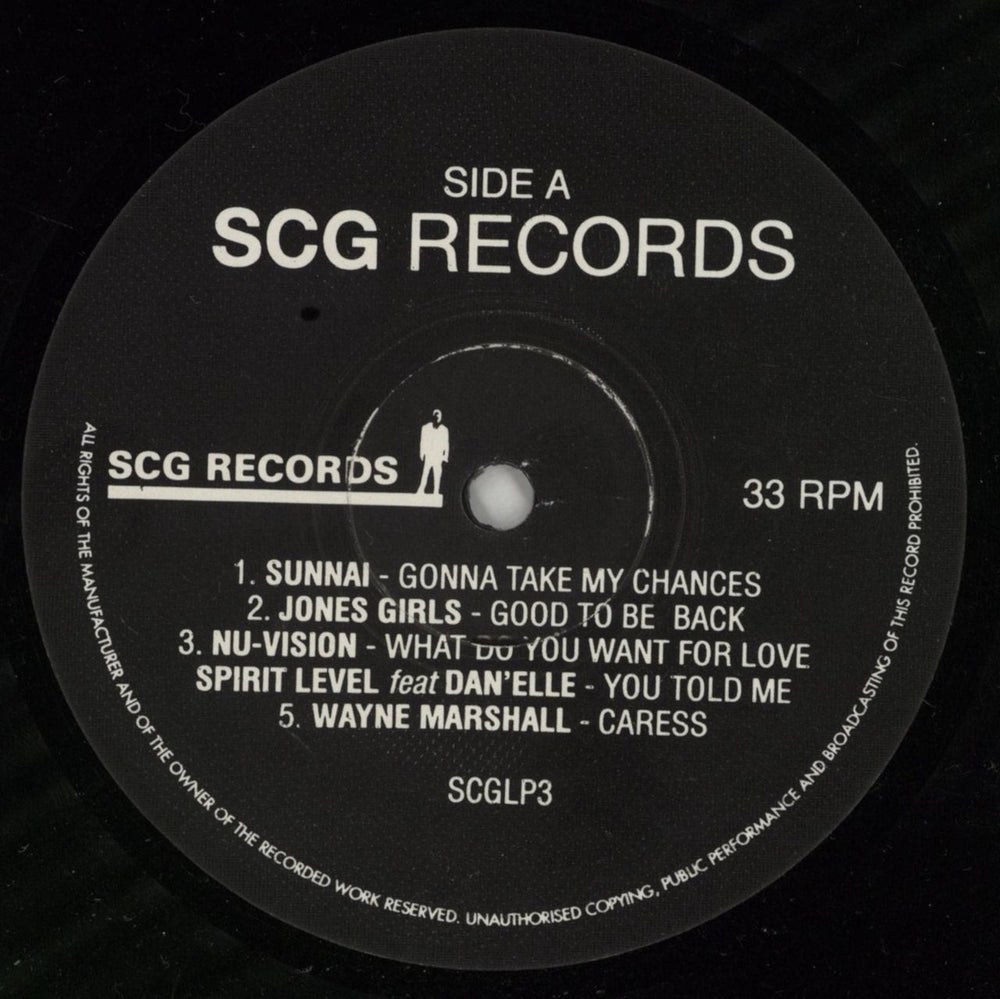 SIDE A
SCG RECORDS
SCG RECORDS
33 RPM
1. SUNNAI - GONNA TAKE MY CHANCES
2. JONES GIRLS - GOOD TO BE BACK
3. NU-VISION - WHAT DO YOU WANT FOR LOVE
SPIRIT LEVEL feat DAN'ELLE - YOU TOLD ME
5. WAYNE MARSHALL - CARESS
SCGLP3
ALL RIGHTS OF THE MANUFACTURER AND OF THE OWNER OF THE RECORDED WORK RESERVED. UNAUTHORISED COPYING, PUBLIC PERFORMANCE AND BROADCASTING OF THIS RECORD PROHIBITED.